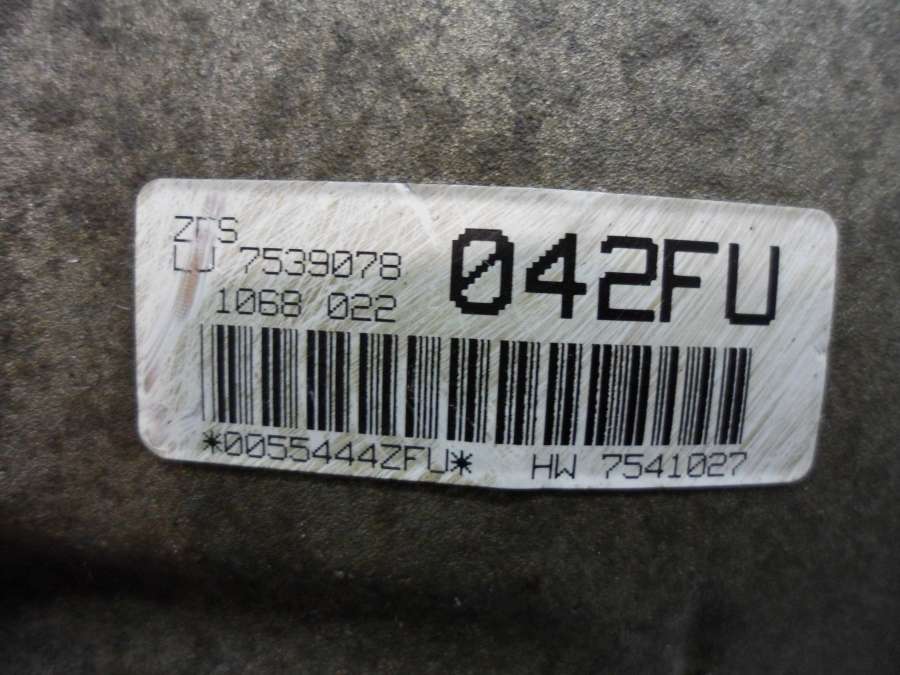 ZFS
LU 7539078
1068 022
042FU
*0055444ZFU*
HW 7541027